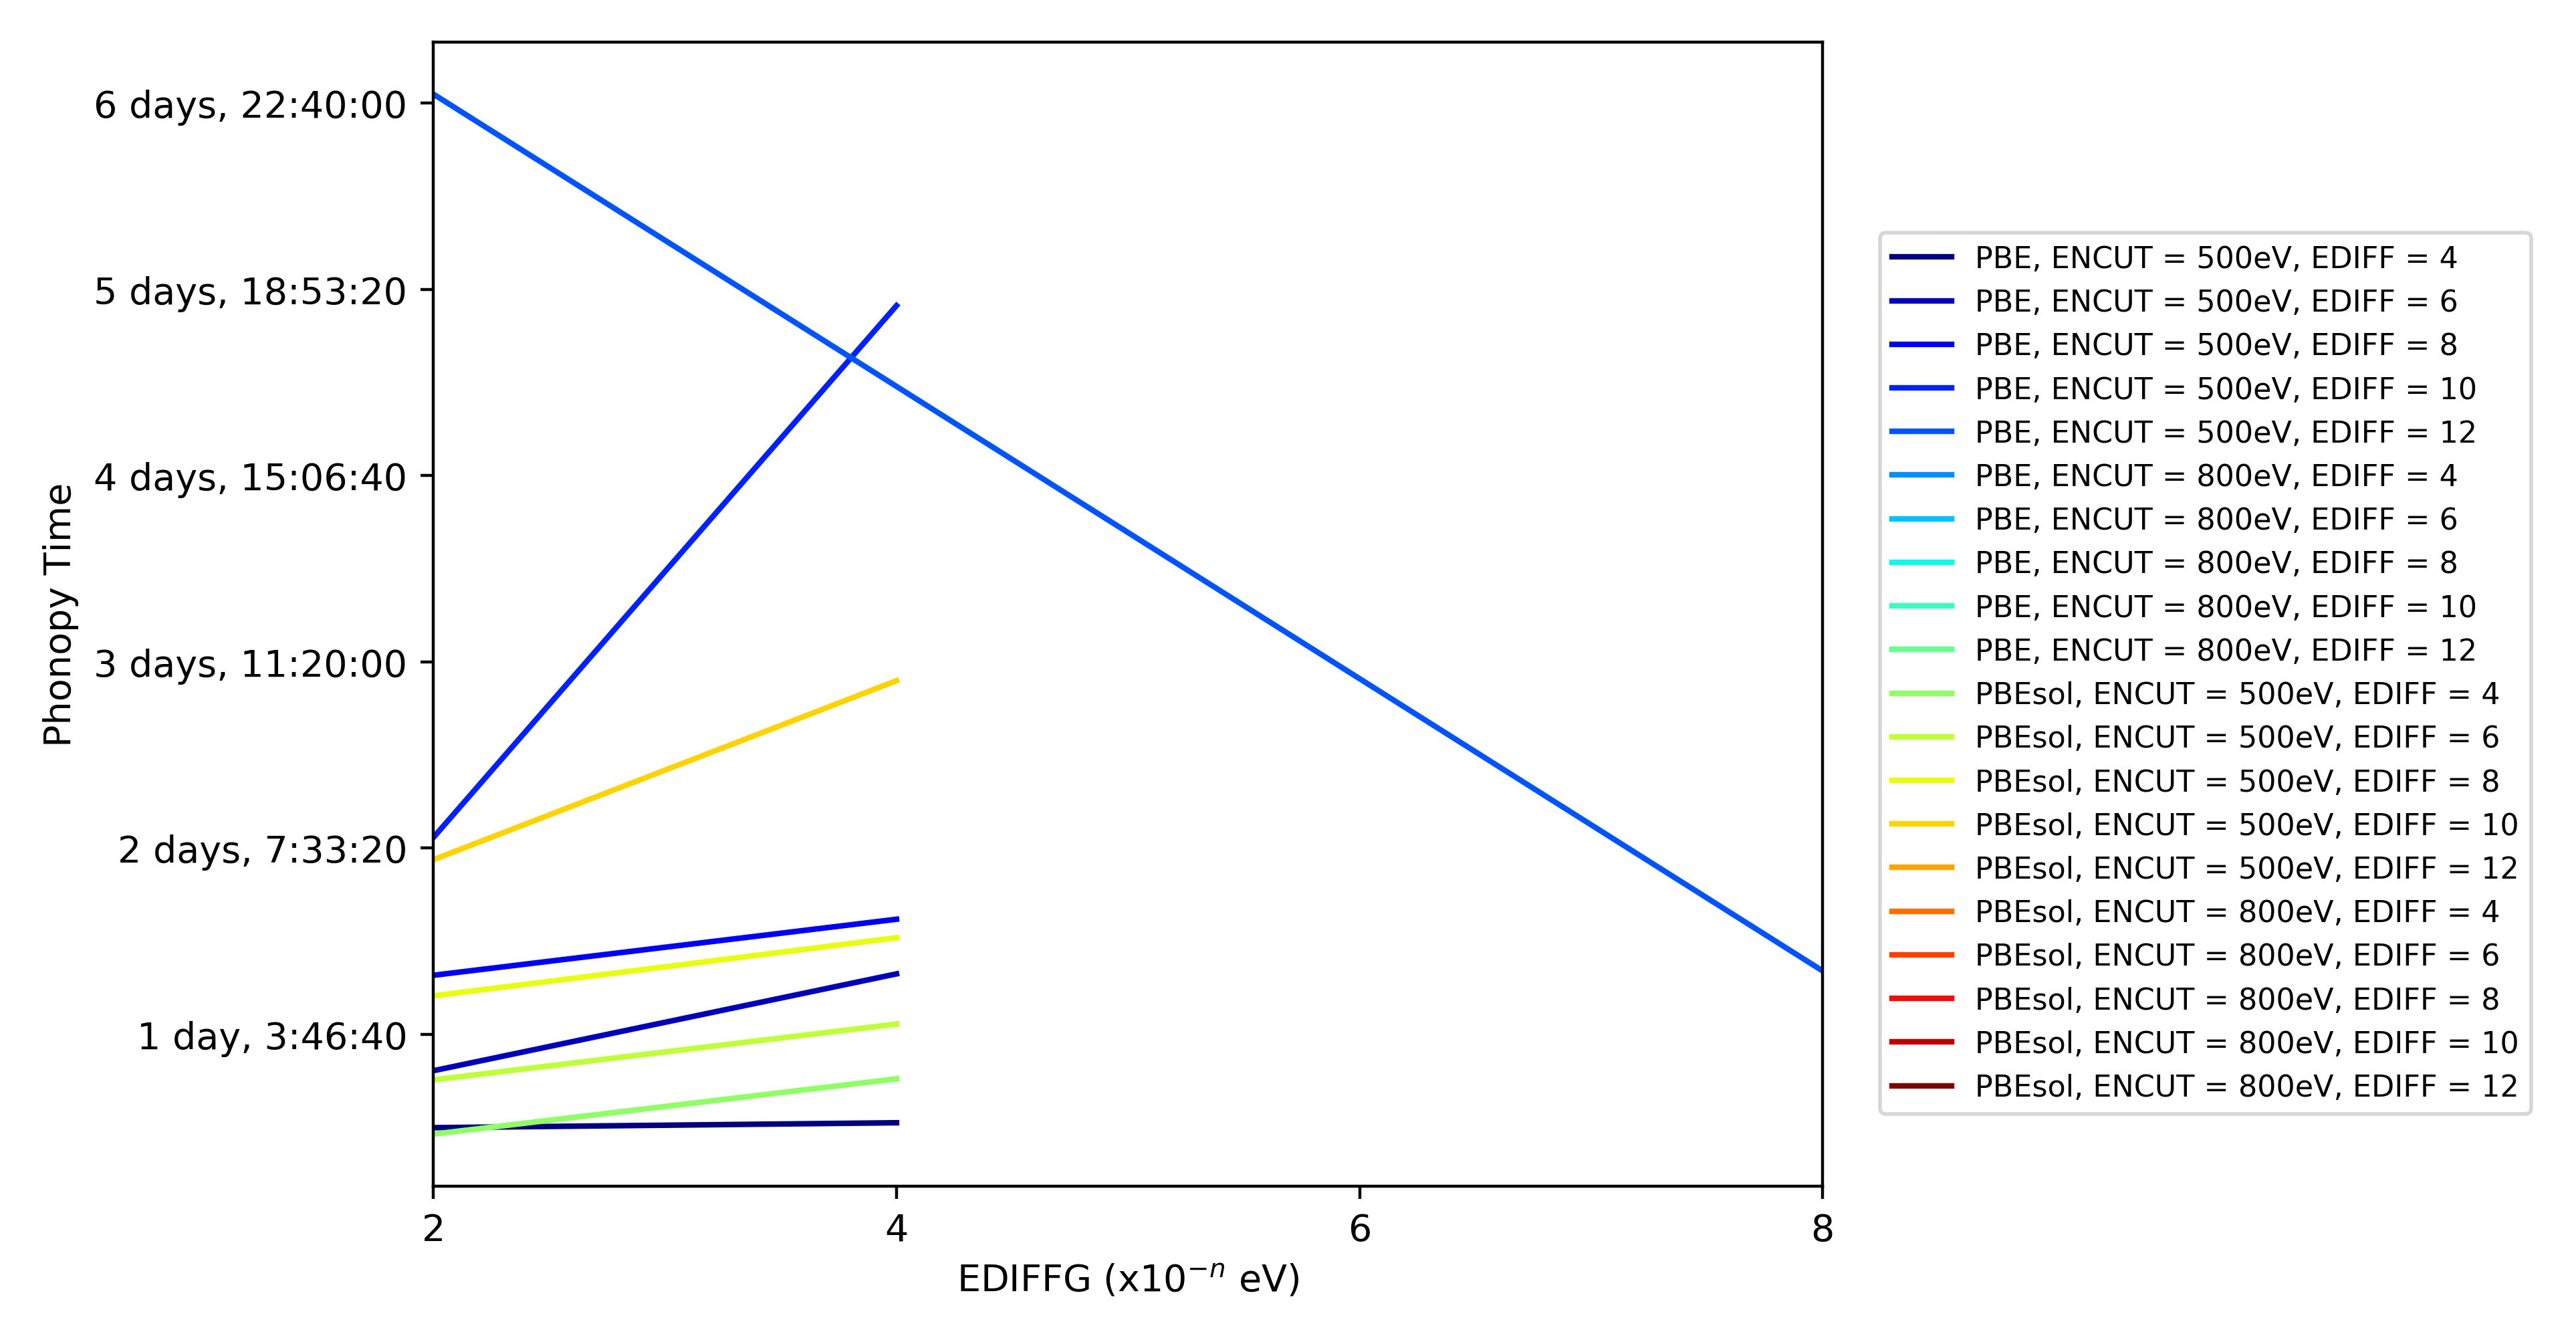 6 days, 22:40:00
5 days, 18:53:20
4 days, 15:06:40
3 days, 11:20:00
2 days, 7:33:20
1 day, 3:46:40
Phonopy Time
2
4
6
8
EDIFFG (x10⁻ⁿ eV)
PBE, ENCUT = 500eV, EDIFF = 4
PBE, ENCUT = 500eV, EDIFF = 6
PBE, ENCUT = 500eV, EDIFF = 8
PBE, ENCUT = 500eV, EDIFF = 10
PBE, ENCUT = 500eV, EDIFF = 12
PBE, ENCUT = 800eV, EDIFF = 4
PBE, ENCUT = 800eV, EDIFF = 6
PBE, ENCUT = 800eV, EDIFF = 8
PBE, ENCUT = 800eV, EDIFF = 10
PBE, ENCUT = 800eV, EDIFF = 12
PBEsol, ENCUT = 500eV, EDIFF = 4
PBEsol, ENCUT = 500eV, EDIFF = 6
PBEsol, ENCUT = 500eV, EDIFF = 8
PBEsol, ENCUT = 500eV, EDIFF = 10
PBEsol, ENCUT = 500eV, EDIFF = 12
PBEsol, ENCUT = 800eV, EDIFF = 4
PBEsol, ENCUT = 800eV, EDIFF = 6
PBEsol, ENCUT = 800eV, EDIFF = 8
PBEsol, ENCUT = 800eV, EDIFF = 10
PBEsol, ENCUT = 800eV, EDIFF = 12